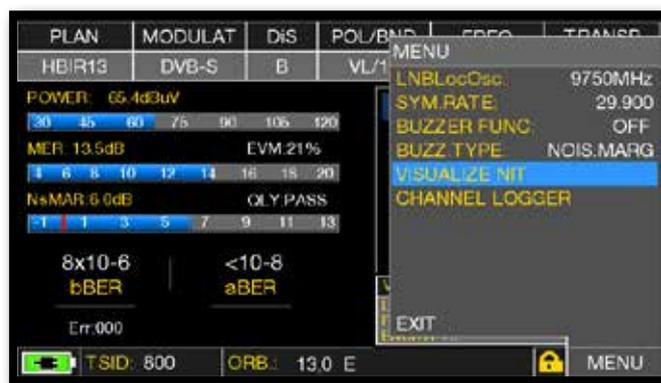 PLAN MODULAT DiS POL/BND FREQ TRANSP
HBIR13 DVB-S B VL/1
MENU
LNBLocOsc: 9750MHz
SYM.RATE: 29.900
BUZZER FUNC: OFF
BUZZ TYPE: NOIS.MARG
VISUALIZE NIT
CHANNEL LOGGER
EXIT
POWER: 65.4dBuV
30 45 60 75 90 105 120
MER: 13.5dB EVM:21%
4 6 8 10 12 14 16 18 20
NsMAR:6.0dB QLY:PASS
-1 1 3 5 7 9 11 13
8x10-6 <10-8
bBER aBER
Err:000
TSID: 800 ORB.: 13.0 E MENU